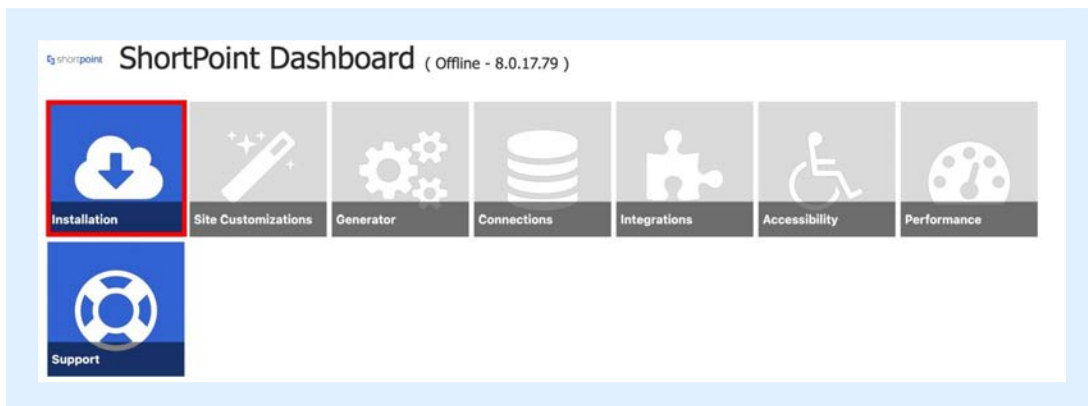 shortpoint ShortPoint Dashboard ( Offline - 8.0.17.79 )
Installation
Site Customizations
Generator
Connections
Integrations
Accessibility
Performance
Support